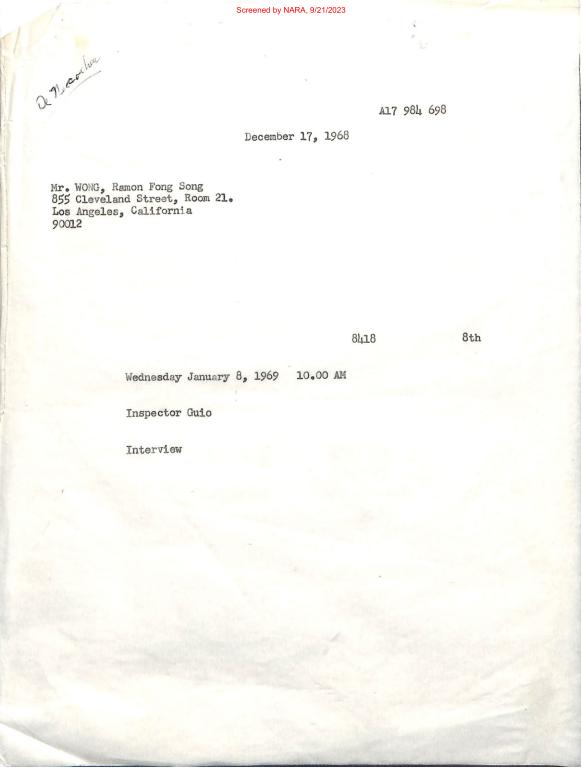 Screened by NARA, 9/21/2023
A17 984 698
December 17, 1968
Mr. WONG, Ramon Fong Song
855 Cleveland Street, Room 21.
Los Angeles, California
90012
8418 8th
Wednesday January 8, 1969 10.00 AM
Inspector Guio
Interview